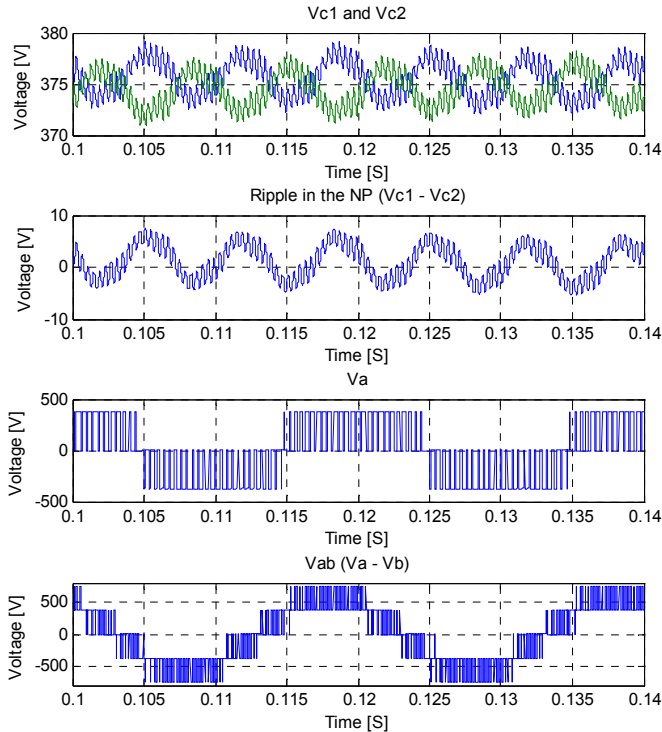 Vc1 and Vc2
380
375
370
Voltage [V]
0.1 0.105 0.11 0.115 0.12 0.125 0.13 0.135 0.14
Time [S]
Ripple in the NP (Vc1 - Vc2)
10
0
-10
Voltage [V]
0.1 0.105 0.11 0.115 0.12 0.125 0.13 0.135 0.14
Time [S]
Va
500
0
-500
Voltage [V]
0.1 0.105 0.11 0.115 0.12 0.125 0.13 0.135 0.14
Time [S]
Vab (Va - Vb)
500
0
-500
Voltage [V]
0.1 0.105 0.11 0.115 0.12 0.125 0.13 0.135 0.14
Time [S]